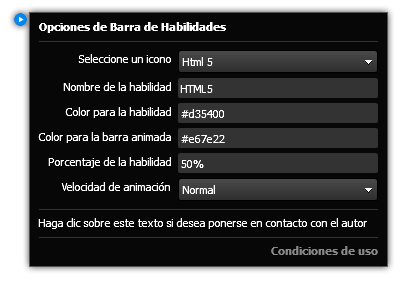 Opciones de Barra de Habilidades
Seleccione un icono Html 5
Nombre de la habilidad HTML5
Color para la habilidad #d35400
Color para la barra animada #e67e22
Porcentaje de la habilidad 50%
Velocidad de animación Normal
Haga clic sobre este texto si desea ponerse en contacto con el autor
Condiciones de uso